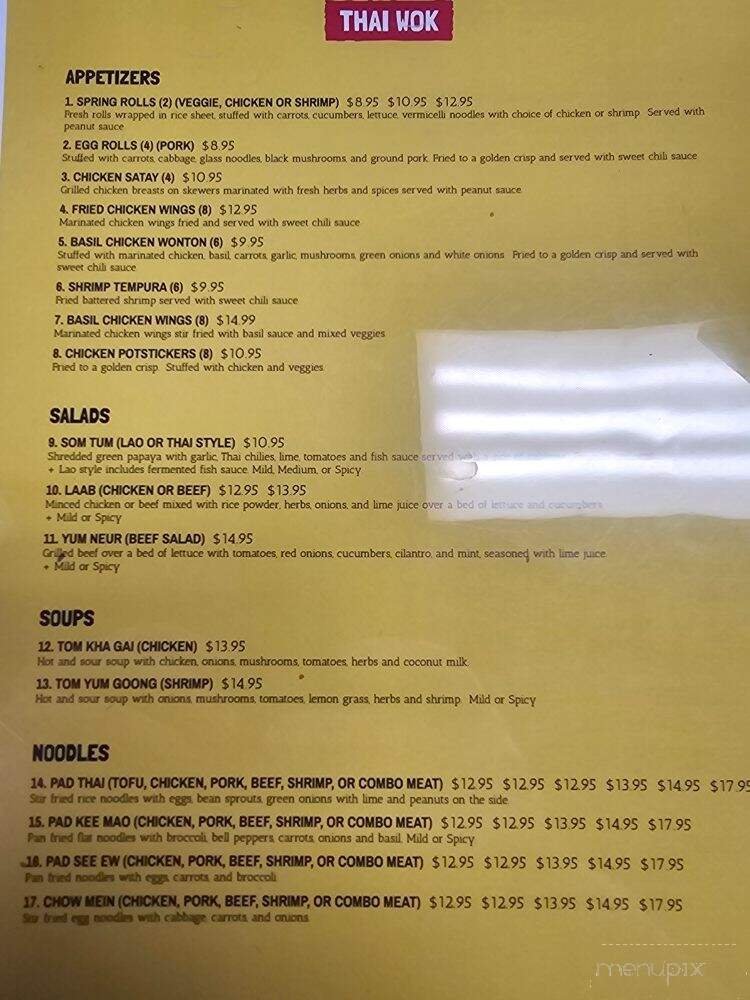 THAI WOK
APPETIZERS
1. SPRING ROLLS (2) (VEGGIE, CHICKEN OR SHRIMP) $8.95 $10.95 $12.95
Fresh rolls wrapped in rice sheet, stuffed with carrots, cucumbers, lettuce, vermicelli noodles with choice of chicken or shrimp. Served with
peanut sauce
2. EGG ROLLS (4) (PORK) $8.95
Stuffed with carrots, cabbage, glass noodles, black mushrooms, and ground pork. Fried to a golden crisp and served with sweet chili sauce
3. CHICKEN SATAY (4) $10.95
Grilled chicken breasts on skewers marinated with fresh herbs and spices served with peanut sauce.
4. FRIED CHICKEN WINGS (8) $12.95
Marinated chicken wings fried and served with sweet chili sauce
5. BASIL CHICKEN WONTON (6) $9.95
Stuffed with marinated chicken, basil, carrots, garlic, mushrooms, green onions and white onions. Fried to a golden crisp and served with
sweet chili sauce
6. SHRIMP TEMPURA (6) $9.95
Fried battered shrimp served with sweet chili sauce
7. BASIL CHICKEN WINGS (8) $14.99
Marinated chicken wings stir fried with basil sauce and mixed veggies
8. CHICKEN POTSTICKERS (8) $10.95
Fried to a golden crisp. Stuffed with chicken and veggies.
SALADS
9. SOM TUM (LAO OR THAI STYLE) $10.95
Shredded green papaya with garlic, Thai chilies, lime, tomatoes and fish sauce served
+ Lao style includes fermented fish sauce. Mild, Medium, or Spicy
10. LAAB (CHICKEN OR BEEF) $12.95 $13.95
Minced chicken or beef mixed with rice powder, herbs, onions, and lime juice over a bed of lettuce and cucumbers
+ Mild or Spicy
11. YUM NEUR (BEEF SALAD) $14.95
Grilled beef over a bed of lettuce with tomatoes, red onions, cucumbers, cilantro, and mint, seasoned with lime juice.
+ Mild or Spicy
SOUPS
12. TOM KHA GAI (CHICKEN) $13.95
Hot and sour soup with chicken, onions, mushrooms, tomatoes, herbs and coconut milk.
13. TOM YUM GOONG (SHRIMP) $14.95
Hot and sour soup with onions, mushrooms, tomatoes, lemon grass, herbs and shrimp. Mild or Spicy
NOODLES
14. PAD THAI (TOFU, CHICKEN, PORK, BEEF, SHRIMP, OR COMBO MEAT) $12.95 $12.95 $12.95 $13.95 $14.95 $17.95
Stir fried rice noodles with eggs, bean sprouts, green onions with lime and peanuts on the side.
15. PAD KEE MAO (CHICKEN, PORK, BEEF, SHRIMP, OR COMBO MEAT) $12.95 $12.95 $13.95 $14.95 $17.95
Pan fried flat noodles with broccoli, bell peppers, carrots, onions and basil. Mild or Spicy
16. PAD SEE EW (CHICKEN, PORK, BEEF, SHRIMP, OR COMBO MEAT) $12.95 $12.95 $13.95 $14.95 $17.95
Pan fried noodles with eggs, carrots, and broccoli.
17. CHOW MEIN (CHICKEN, PORK, BEEF, SHRIMP, OR COMBO MEAT) $12.95 $12.95 $13.95 $14.95 $17.95
Stir fried egg noodles with cabbage, carrots, and onions.
menupix